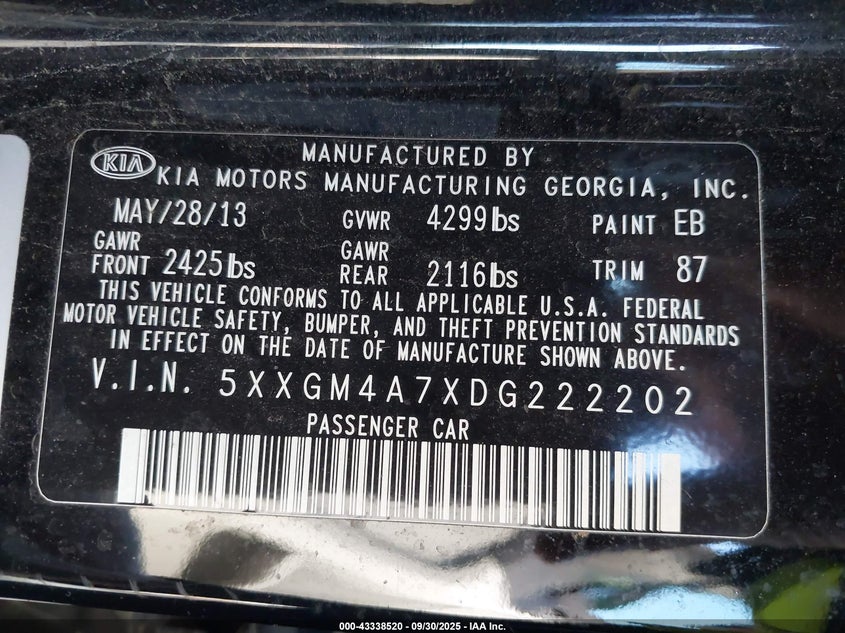 MANUFACTURED BY
KIA KIA MOTORS MANUFACTURING GEORGIA, INC.
MAY/28/13 GVWR 4299lbs PAINT EB
GAWR FRONT 2425lbs GAWR REAR 2116lbs TRIM 87
THIS VEHICLE CONFORMS TO ALL APPLICABLE U.S.A. FEDERAL
MOTOR VEHICLE SAFETY, BUMPER, AND THEFT PREVENTION STANDARDS
IN EFFECT ON THE DATE OF MANUFACTURE SHOWN ABOVE.
V.I.N. 5XXGM4A7XDG222202
PASSENGER CAR
000-43338520 - 09/30/2025 - IAA Inc.